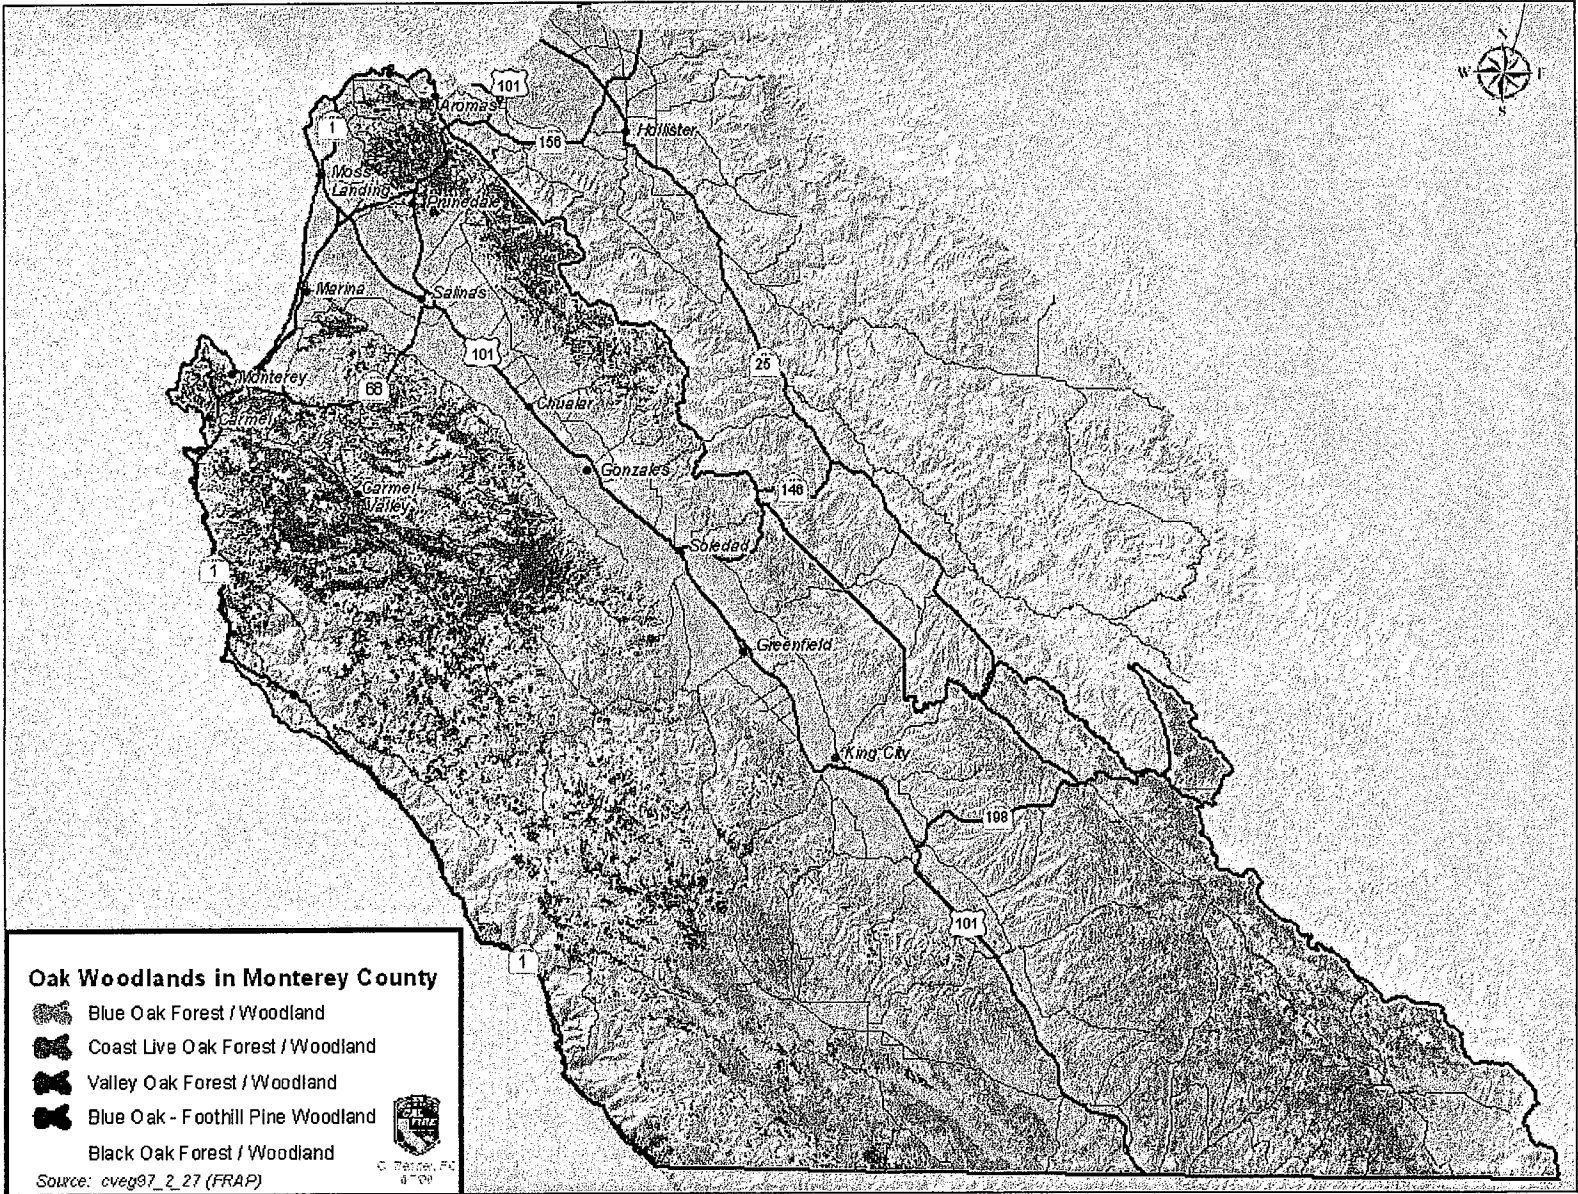 N
W E
S
101
Aromas
1
156
Hollister
Moss
Landing
Prunedale
Marina
Salinas
101
25
Monterey
68
Chualar
Carmel
Gonzales
Carmel
Valley
146
Soledad
1
Greenfield
King City
198
101
1
Oak Woodlands in Monterey County
Blue Oak Forest / Woodland
Coast Live Oak Forest / Woodland
Valley Oak Forest / Woodland
Blue Oak - Foothill Pine Woodland
Black Oak Forest / Woodland
Source: cveg97_2_27 (FRAP)